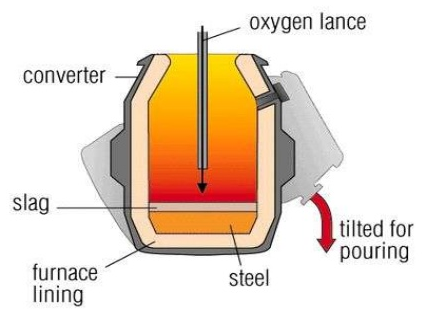 oxygen lance
converter
slag
tilted for
pouring
furnace
lining
steel